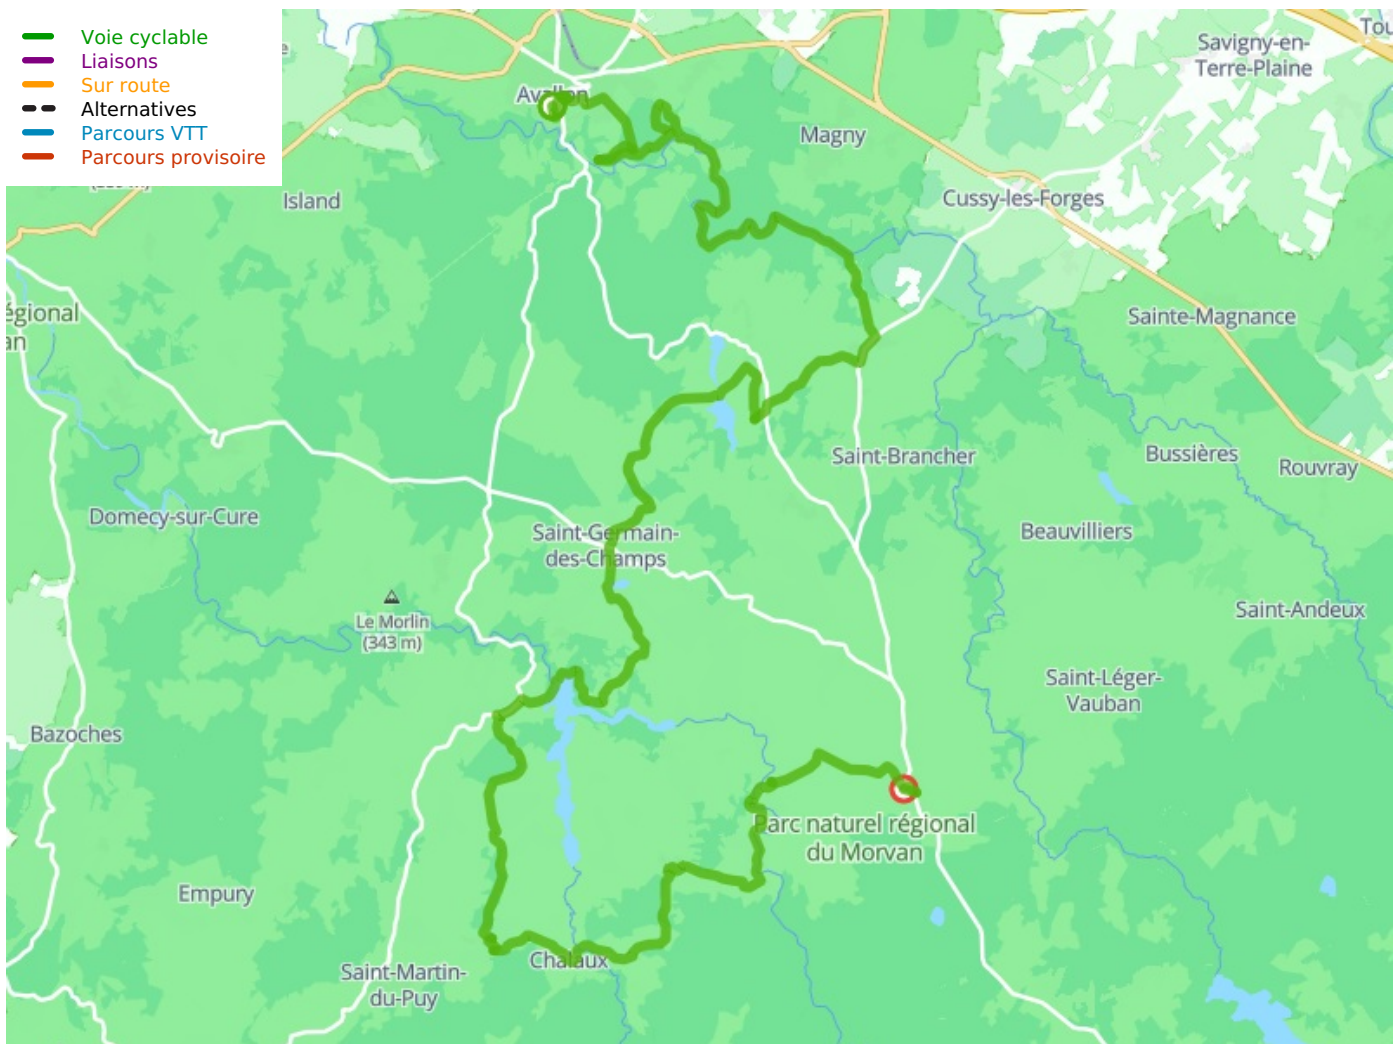 Voie cyclable
Liaisons
Sur route
Alternatives
Parcours VTT
Parcours provisoire
Savigny-en-
Terre-Plaine
Avallon
Magny
Island
Cussy-les-Forges
égional
an
Sainte-Magnance
Saint-Brancher
Bussières
Rouvray
Domecy-sur-Cure
Saint-Germain-
des-Champs
Beauvilliers
Le Morlin
(343 m)
Saint-Andeux
Saint-Léger-
Vauban
Bazoches
Parc naturel régional
du Morvan
Empury
Chalaux
Saint-Martin-
du-Puy